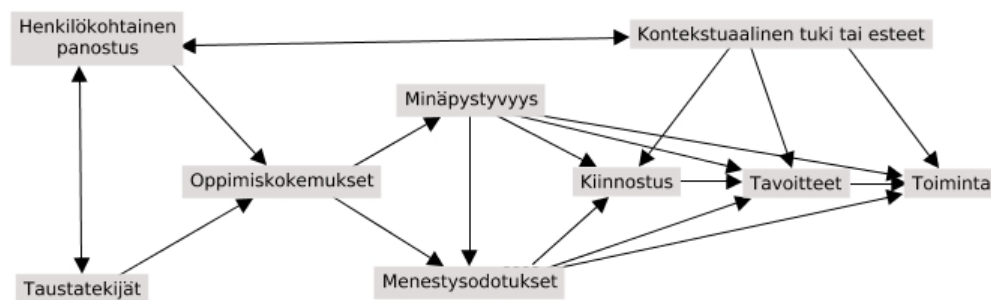 Henkilökohtainen
panostus
Kontekstuaalinen tuki tai esteet
Minäpystyvyys
Oppimiskokemukset
Kiinnostus
Tavoitteet
Toiminta
Taustatekijät
Menestysodotukset